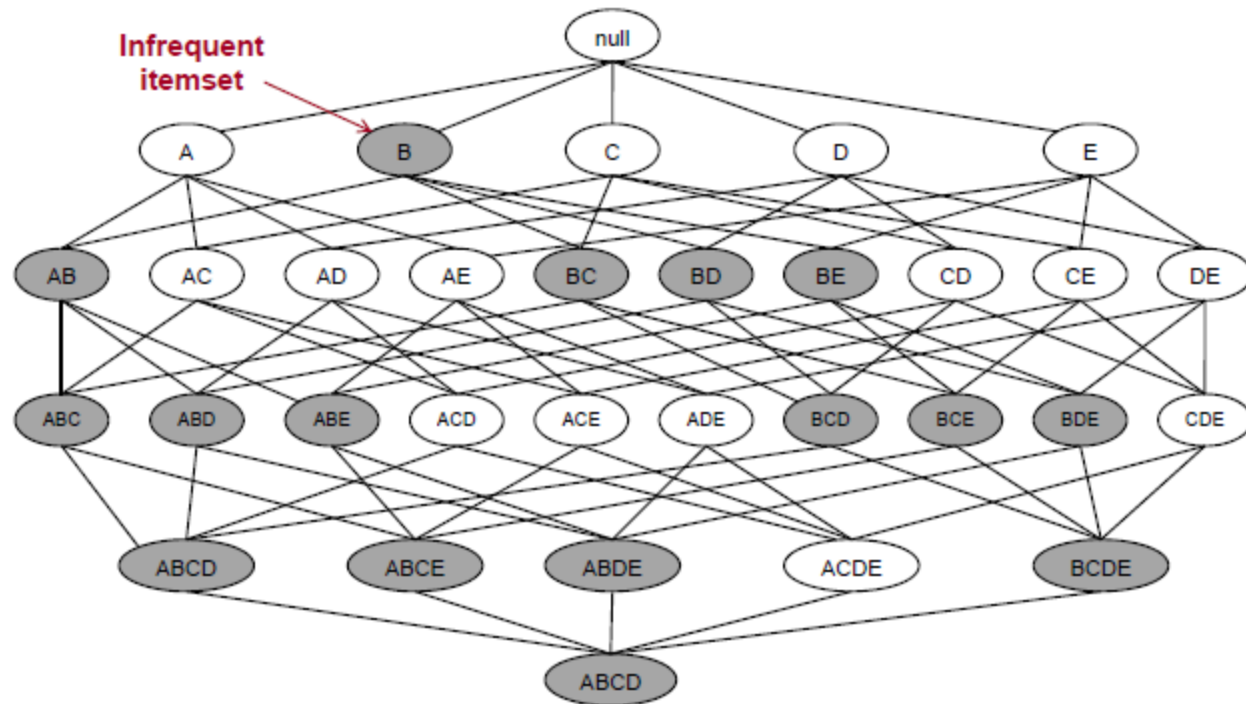 null
Infrequent
itemset
A B C D E
AB AC AD AE BC BD BE CD CE DE
ABC ABD ABE ACD ACE ADE BCD BCE BDE CDE
ABCD ABCE ABDE ACDE BCDE
ABCD